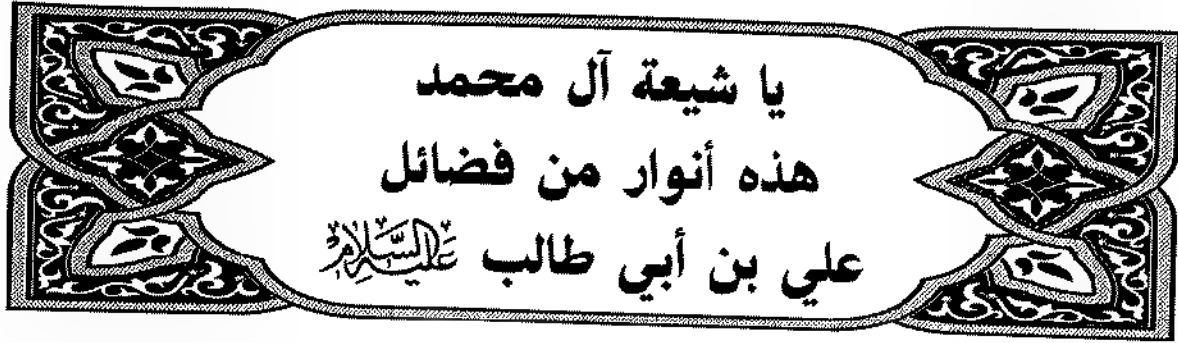 يا شيعة آل محمد
هذه أنوار من فضائل
علي بن أبي طالب عليه السلام